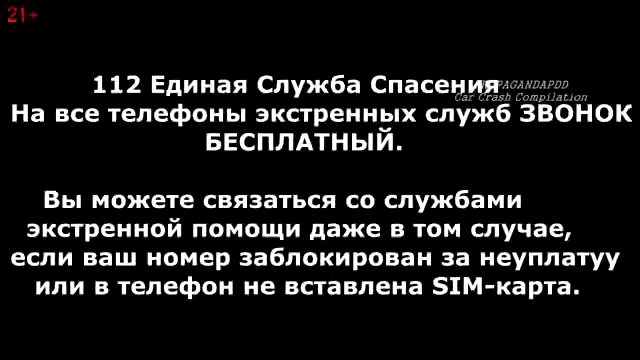 21+
112 Единая Служба Спасения
PAGANDAPDD
Car Crash Compilation
На все телефоны экстренных служб ЗВОНОК
БЕСПЛАТНЫЙ.
Вы можете связаться со службами
экстренной помощи даже в том случае,
если ваш номер заблокирован за неуплатуу
или в телефон не вставлена SIM-карта.